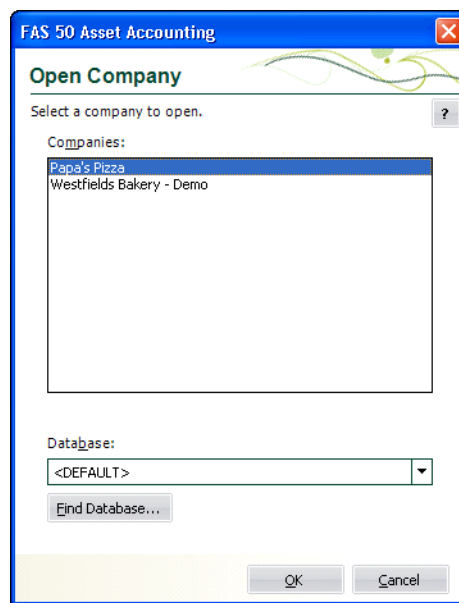 FAS 50 Asset Accounting
Open Company
Select a company to open.
?
Companies:
Papa's Pizza
Westfields Bakery - Demo
Database:
<DEFAULT>
Find Database...
OK
Cancel